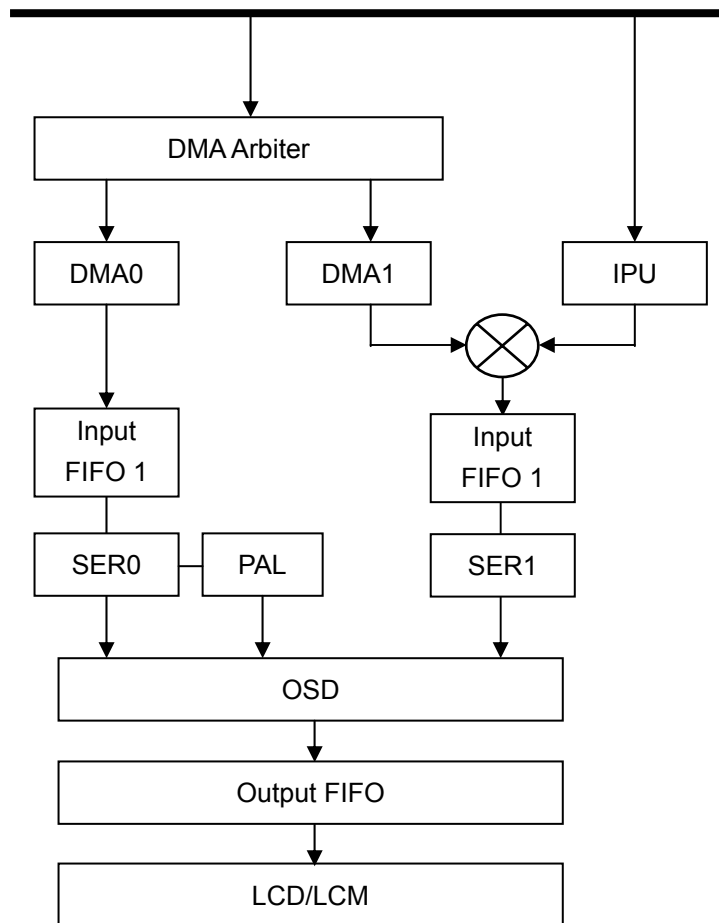 DMA Arbiter
DMA0
DMA1
IPU
Input
FIFO 1
Input
FIFO 1
SER0
PAL
SER1
OSD
Output FIFO
LCD/LCM